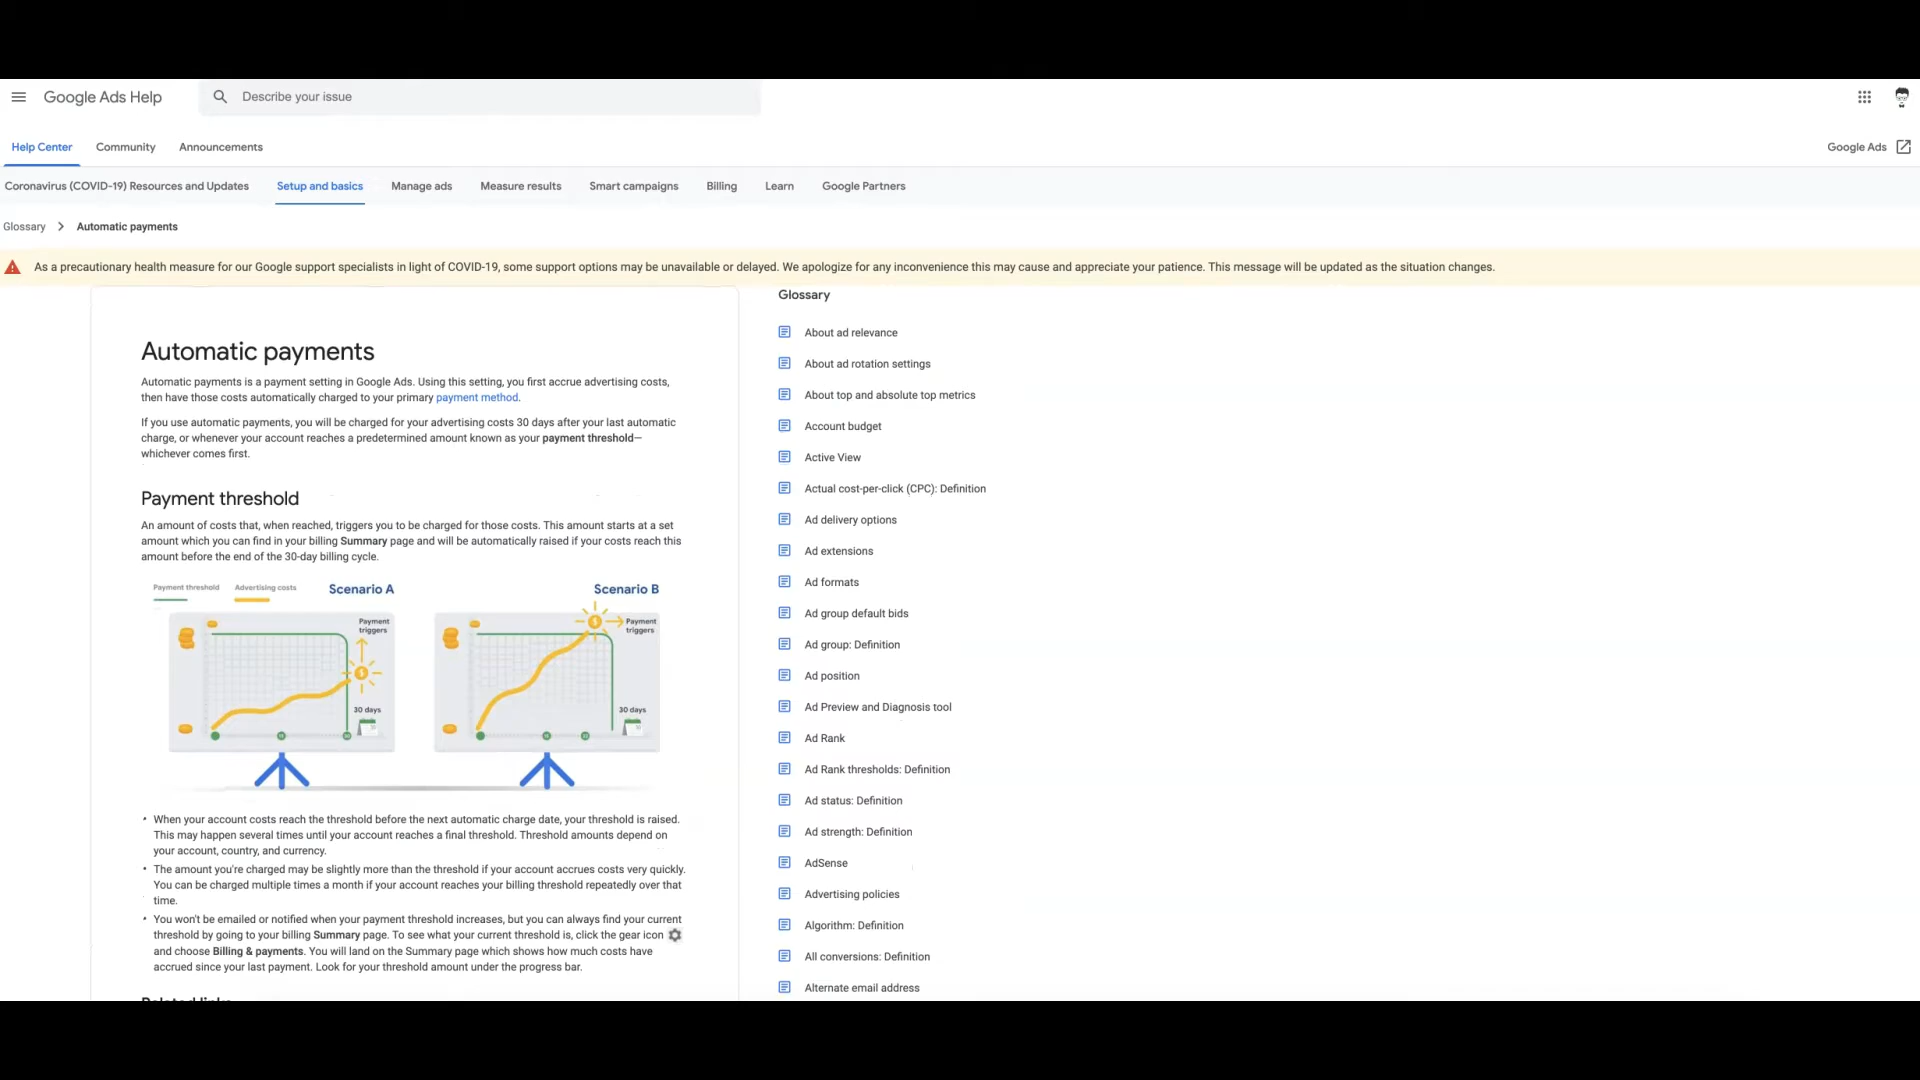 Google Ads Help
Describe your issue
Help Center
Community
Announcements
Google Ads
Coronavirus (COVID-19) Resources and Updates
Setup and basics
Manage ads
Measure results
Smart campaigns
Billing
Learn
Google Partners
Glossary
Automatic payments
As a precautionary health measure for our Google support specialists in light of COVID-19, some support options may be unavailable or delayed. We apologize for any inconvenience this may cause and appreciate your patience. This message will be updated as the situation changes.
Automatic payments
Automatic payments is a payment setting in Google Ads. Using this setting, you first accrue advertising costs,
then have those costs automatically charged to your primary payment method.
If you use automatic payments, you will be charged for your advertising costs 30 days after your last automatic
charge, or whenever your account reaches a predetermined amount known as your payment threshold—
whichever comes first.
Payment threshold
An amount of costs that, when reached, triggers you to be charged for those costs. This amount starts at a set
amount which you can find in your billing Summary page and will be automatically raised if your costs reach this
amount before the end of the 30-day billing cycle.
Payment threshold
Advertising costs
Scenario A
Payment
triggers
30 days
Scenario B
Payment
triggers
30 days
• When your account costs reach the threshold before the next automatic charge date, your threshold is raised.
This may happen several times until your account reaches a final threshold. Threshold amounts depend on
your account, country, and currency.
• The amount you're charged may be slightly more than the threshold if your account accrues costs very quickly.
You can be charged multiple times a month if your account reaches your billing threshold repeatedly over that
time.
• You won't be emailed or notified when your payment threshold increases, but you can always find your current
threshold by going to your billing Summary page. To see what your current threshold is, click the gear icon
and choose Billing & payments. You will land on the Summary page which shows how much costs have
accrued since your last payment. Look for your threshold amount under the progress bar.
Glossary
About ad relevance
About ad rotation settings
About top and absolute top metrics
Account budget
Active View
Actual cost-per-click (CPC): Definition
Ad delivery options
Ad extensions
Ad formats
Ad group default bids
Ad group: Definition
Ad position
Ad Preview and Diagnosis tool
Ad Rank
Ad Rank thresholds: Definition
Ad status: Definition
Ad strength: Definition
AdSense
Advertising policies
Algorithm: Definition
All conversions: Definition
Alternate email address